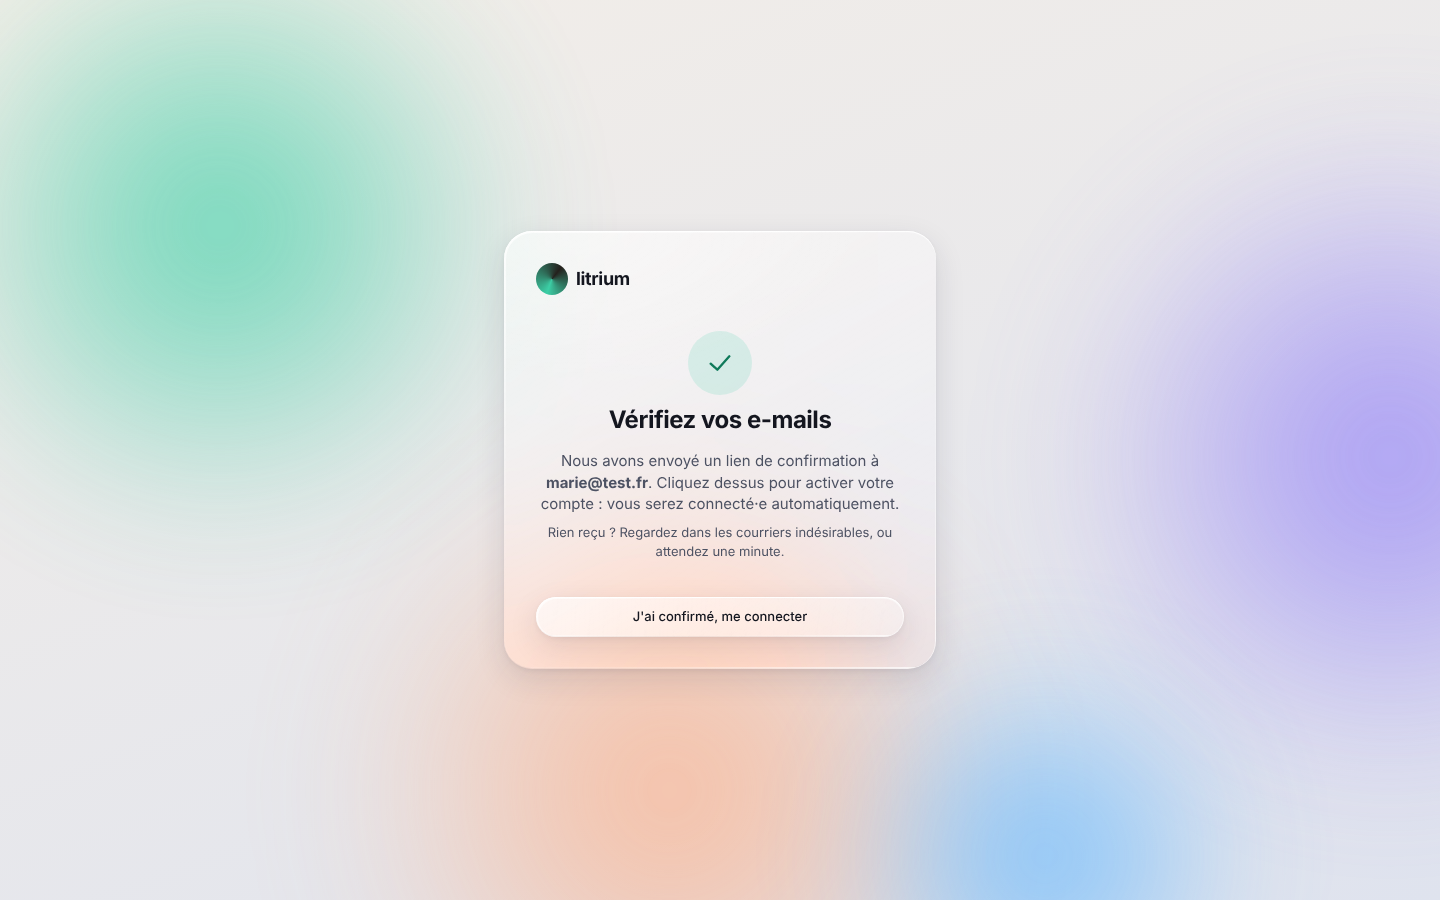 litrium
Vérifiez vos e-mails
Nous avons envoyé un lien de confirmation à
marie@test.fr. Cliquez dessus pour activer votre
compte : vous serez connecté·e automatiquement.
Rien reçu ? Regardez dans les courriers indésirables, ou
attendez une minute.
J'ai confirmé, me connecter